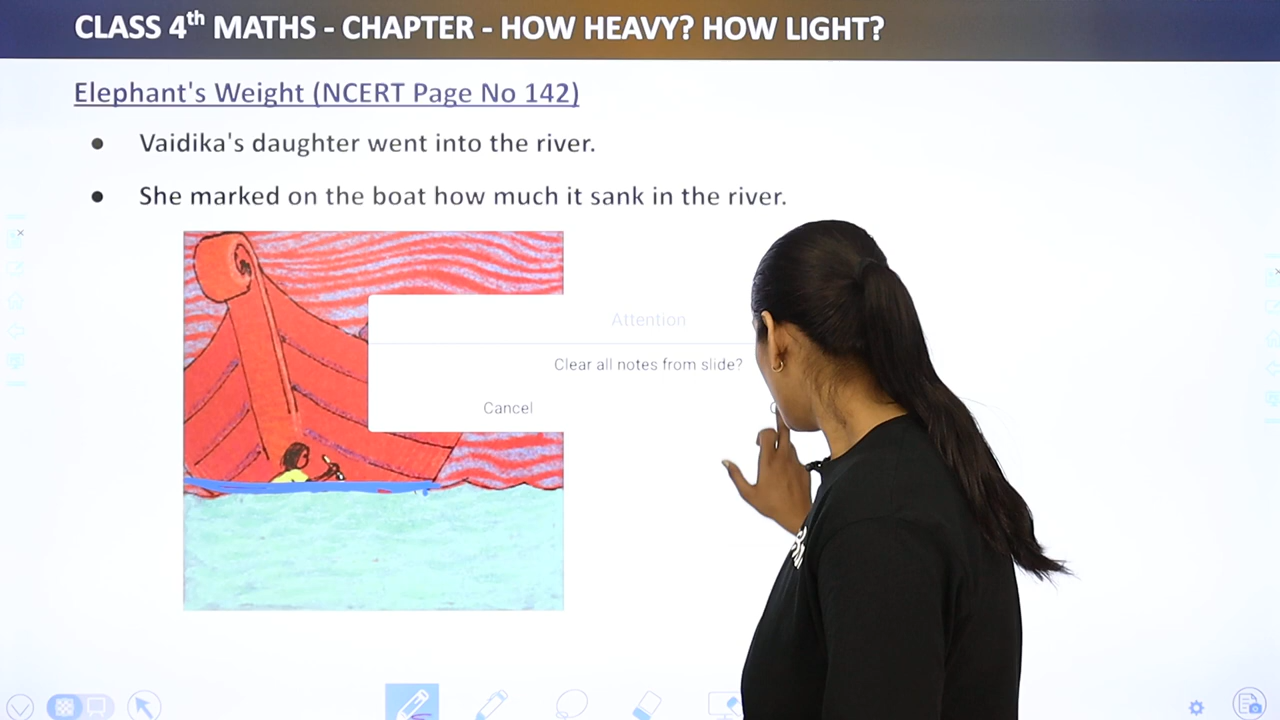 CLASS 4th MATHS - CHAPTER - HOW HEAVY? HOW LIGHT?
Elephant's Weight (NCERT Page No 142)
● Vaidika's daughter went into the river.
● She marked on the boat how much it sank in the river.
Attention
Clear all notes from slide?
Cancel